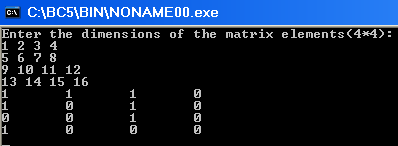 C:\BC5\BIN\NONAME00.exe
Enter the dimensions of the matrix elements(4*4):
1 2 3 4
5 6 7 8
9 10 11 12
13 14 15 16
1 1 1 0
1 0 1 0
0 0 1 0
1 0 0 0